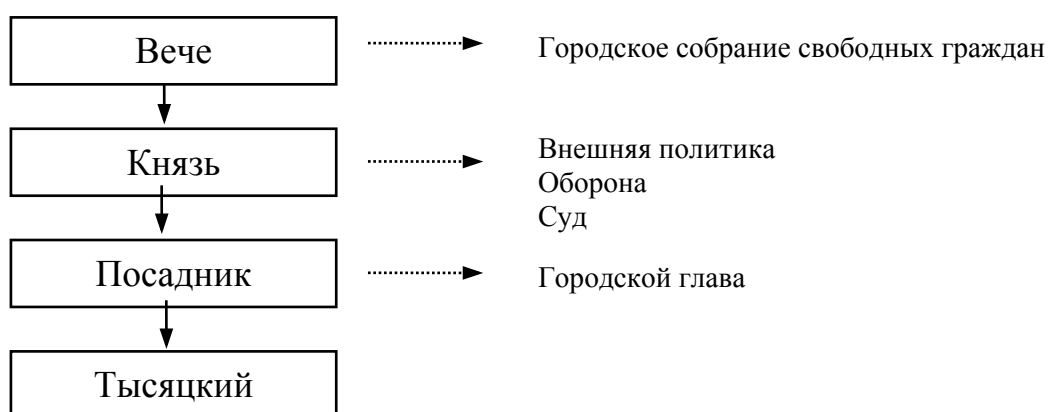 Вече
Городское собрание свободных граждан
Князь
Внешняя политика
Оборона
Суд
Посадник
Городской глава
Тысяцкий